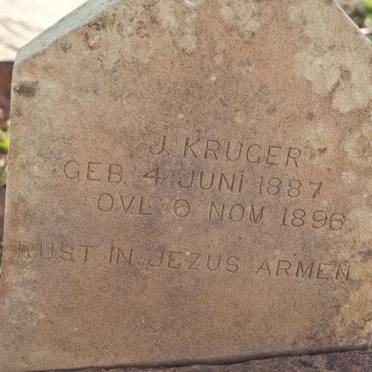 J. KRUGER
GEB. 4 JUNI 1887
OVL 6 NOM 1896
RUST IN JEZUS ARMEN